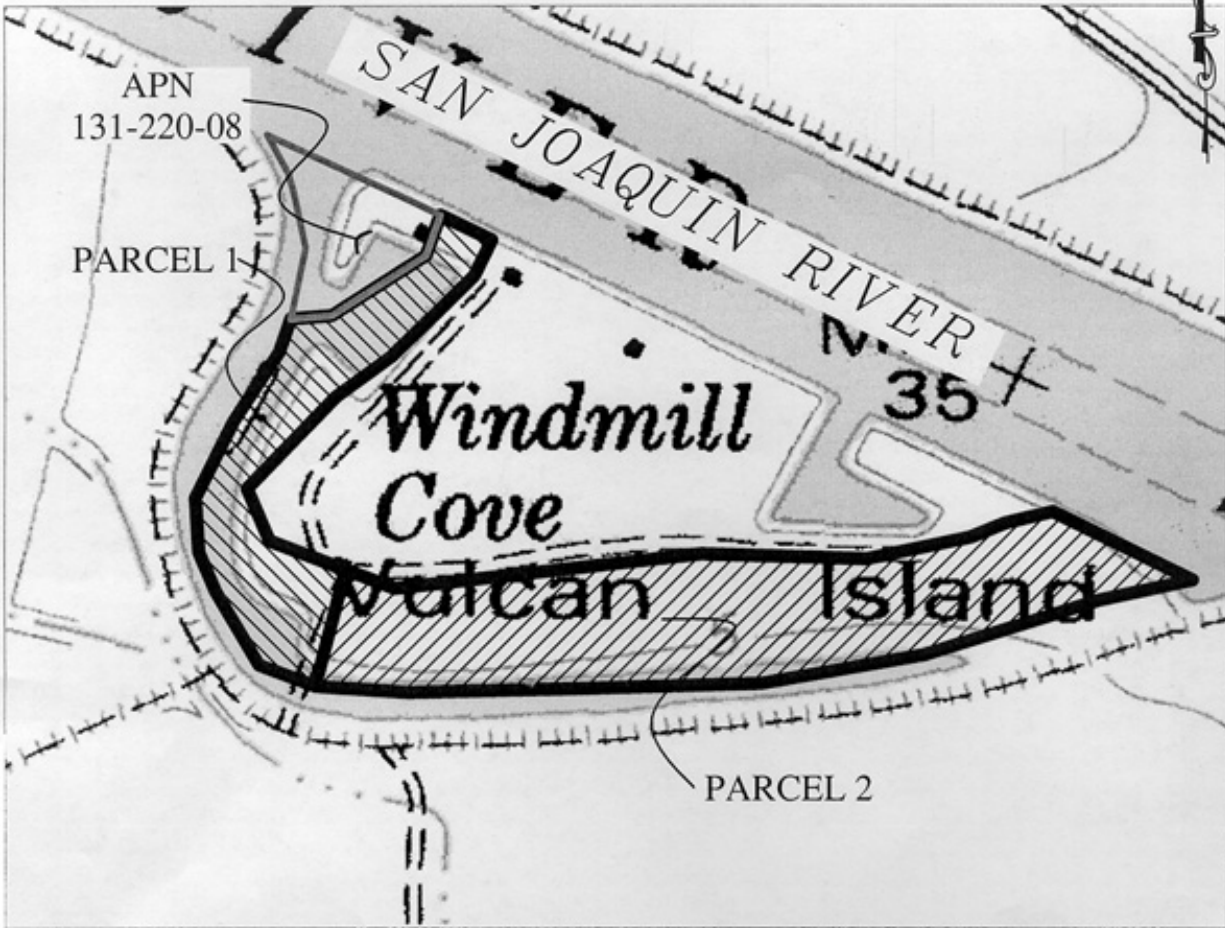 APN
131-220-08
SAN JOAQUIN RIVER
PARCEL 1
35
Windmill
Cove
Vulcan Island
PARCEL 2